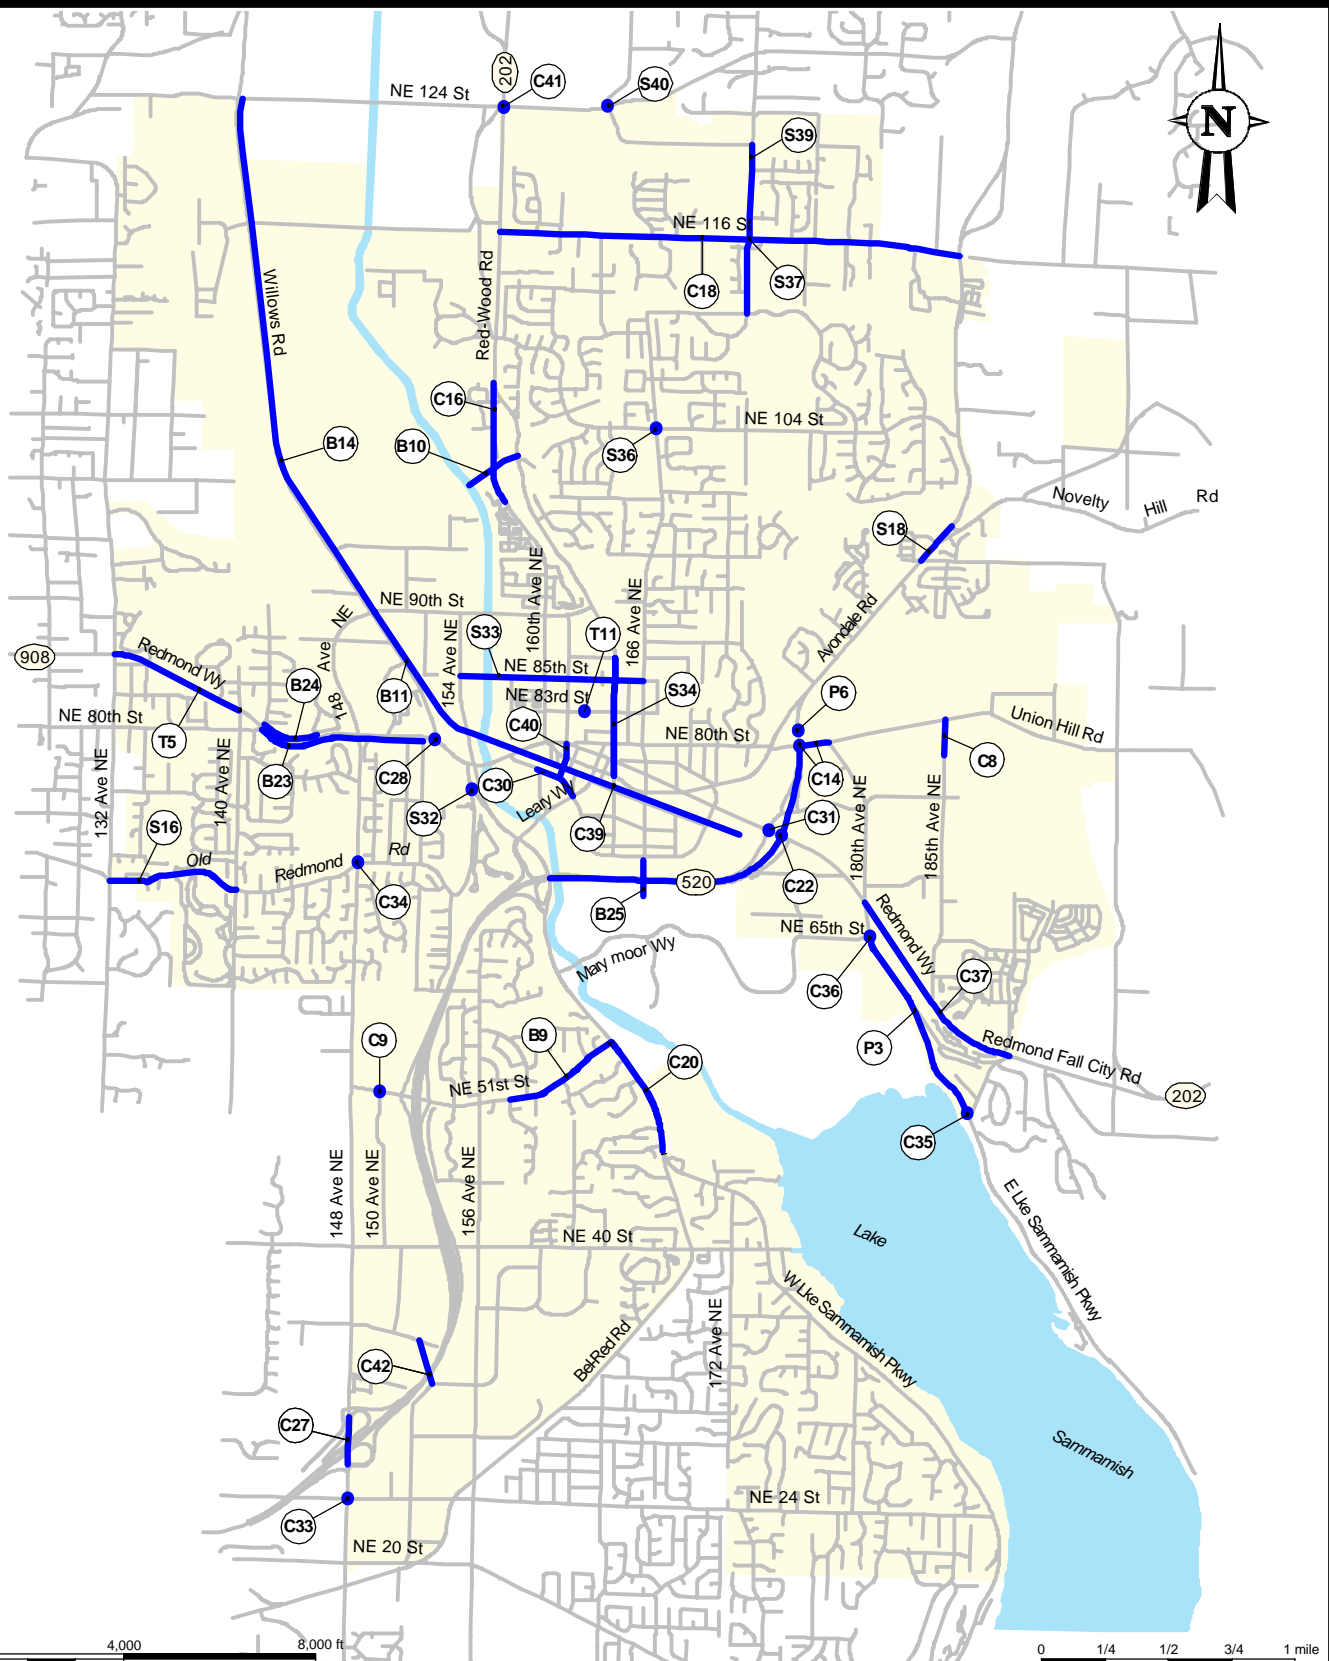 202
C41
S40
NE 124 St
N
S39
NE 116 St
S37
C18
Willows Rd
Red-Wood Rd
C16
B14
B10
S36
NE 104 St
Novelty
Hill
Rd
S18
NE 90th St
148
Ave
NE
154 Ave NE
160th Ave NE
166 Ave NE
Avondale Rd
S33
T11
908
Redmond Wy
NE 85th St
B24
B11
NE 83rd St
S34
P6
NE 80th St
T5
B23
C28
C40
NE 80th St
Union Hill Rd
C14
C8
132 Ave NE
140 Ave NE
C30
Leary Wy
S32
C39
C31
180th Ave NE
185th Ave NE
S16
Old
Redmond
Rd
C34
520
B25
C22
NE 65th St
Redmond Wy
Mary moor Wy
C36
C37
C9
B9
C20
P3
Redmond Fall City Rd
NE 51st St
202
C35
148 Ave NE
150 Ave NE
156 Ave NE
NE 40 St
Lake
E Lke Sammamish Pkwy
W Lke Sammamish Pkwy
172 Ave NE
Bel-Red Rd
C42
C27
Sammamish
NE 24 St
C33
NE 20 St
4,000
8,000 ft
0
1/4
1/2
3/4
1 mile